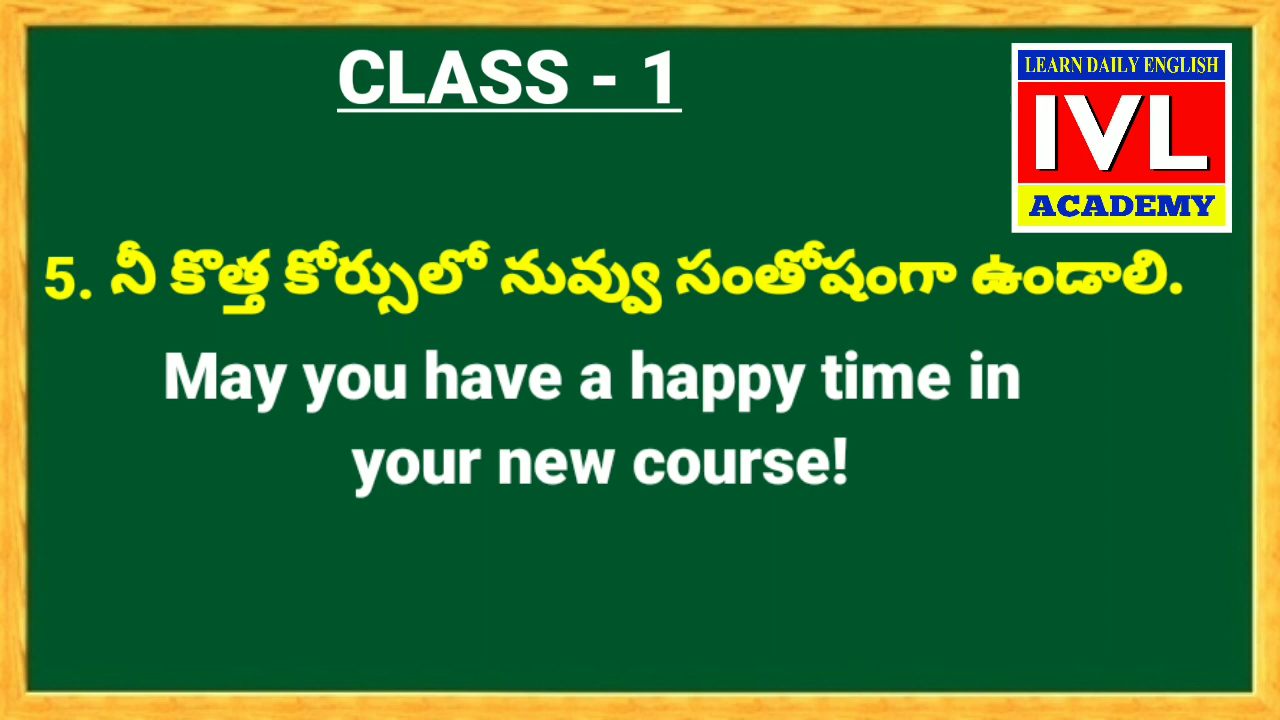 CLASS - 1
LEARN DAILY ENGLISH
IVL
ACADEMY
5. నీ కొత్త కోర్సులో నువ్వు సంతోషంగా ఉండాలి.
May you have a happy time in
your new course!